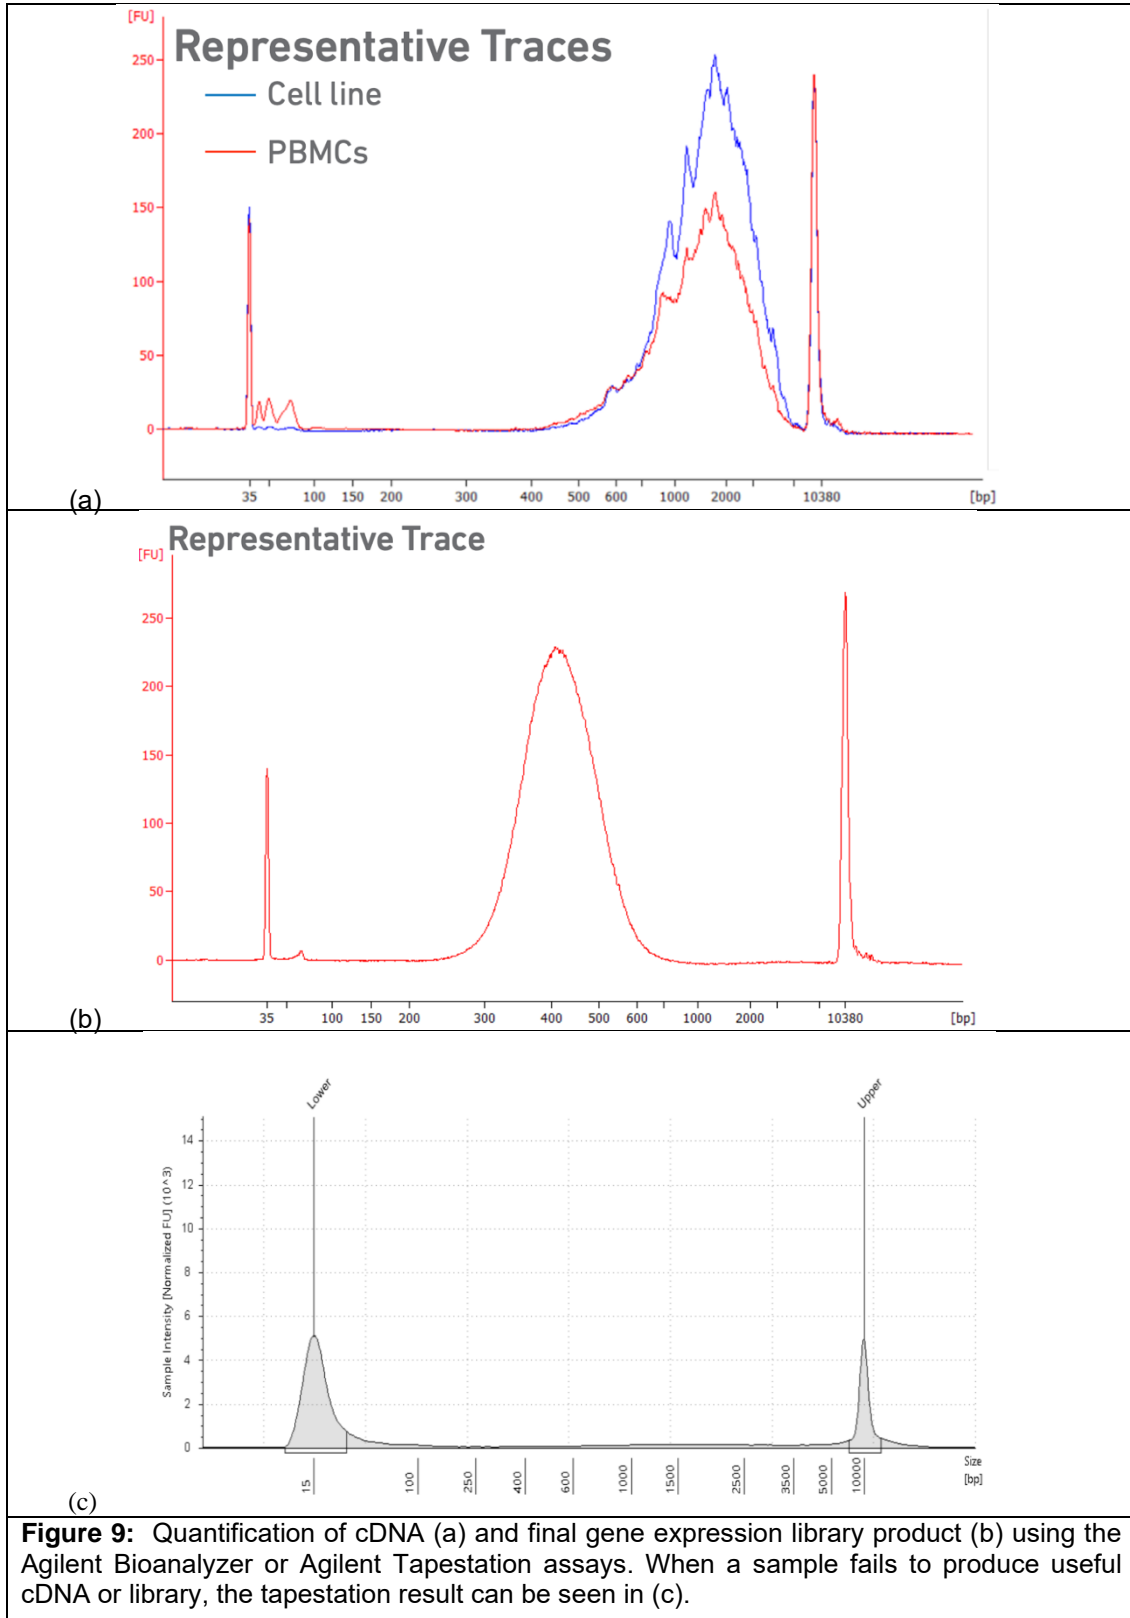 [FU]
Representative Traces
Cell line
PBMCs
250
200
150
100
50
0
35 100 150 200 300 400 500 600 1000 2000 10380 [bp]
(a)
Representative Trace
[FU]
250
200
150
100
50
0
35 100 150 200 300 400 500 600 1000 2000 10380 [bp]
(b)
Lower Upper
Sample Intensity [Normalized FU] (10^3)
14
12
10
8
6
4
2
0
15 100 250 400 600 1000 1500 2500 3500 5000 10000
Size
[bp]
(c)
Figure 9: Quantification of cDNA (a) and final gene expression library product (b) using the
Agilent Bioanalyzer or Agilent Tapestation assays. When a sample fails to produce useful
cDNA or library, the tapestation result can be seen in (c).